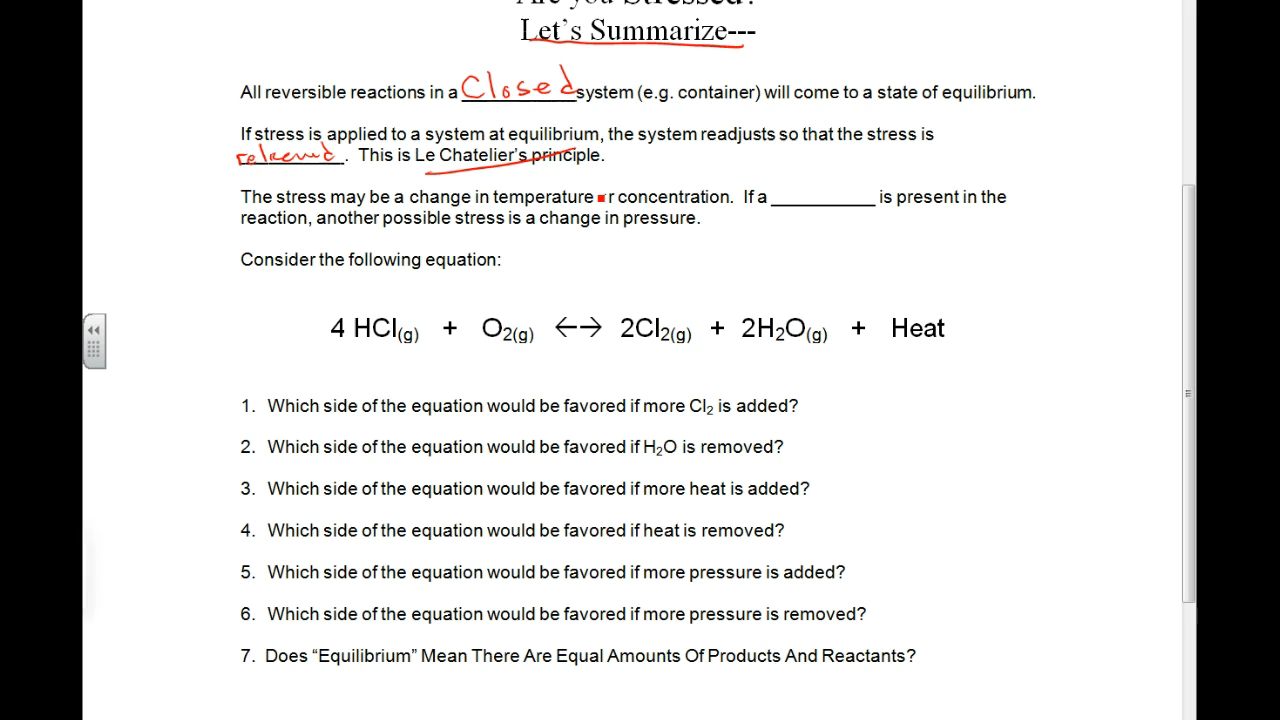 Are you Stressed?
Let's Summarize---
All reversible reactions in a Closed system (e.g. container) will come to a state of equilibrium.
If stress is applied to a system at equilibrium, the system readjusts so that the stress is
relieved. This is Le Chatelier's principle.
The stress may be a change in temperature r concentration. If a __________ is present in the
reaction, another possible stress is a change in pressure.
Consider the following equation:
4 HCl(g) + O₂(g) ←→ 2Cl₂(g) + 2H₂O(g) + Heat
1. Which side of the equation would be favored if more Cl₂ is added?
2. Which side of the equation would be favored if H₂O is removed?
3. Which side of the equation would be favored if more heat is added?
4. Which side of the equation would be favored if heat is removed?
5. Which side of the equation would be favored if more pressure is added?
6. Which side of the equation would be favored if more pressure is removed?
7. Does “Equilibrium” Mean There Are Equal Amounts Of Products And Reactants?